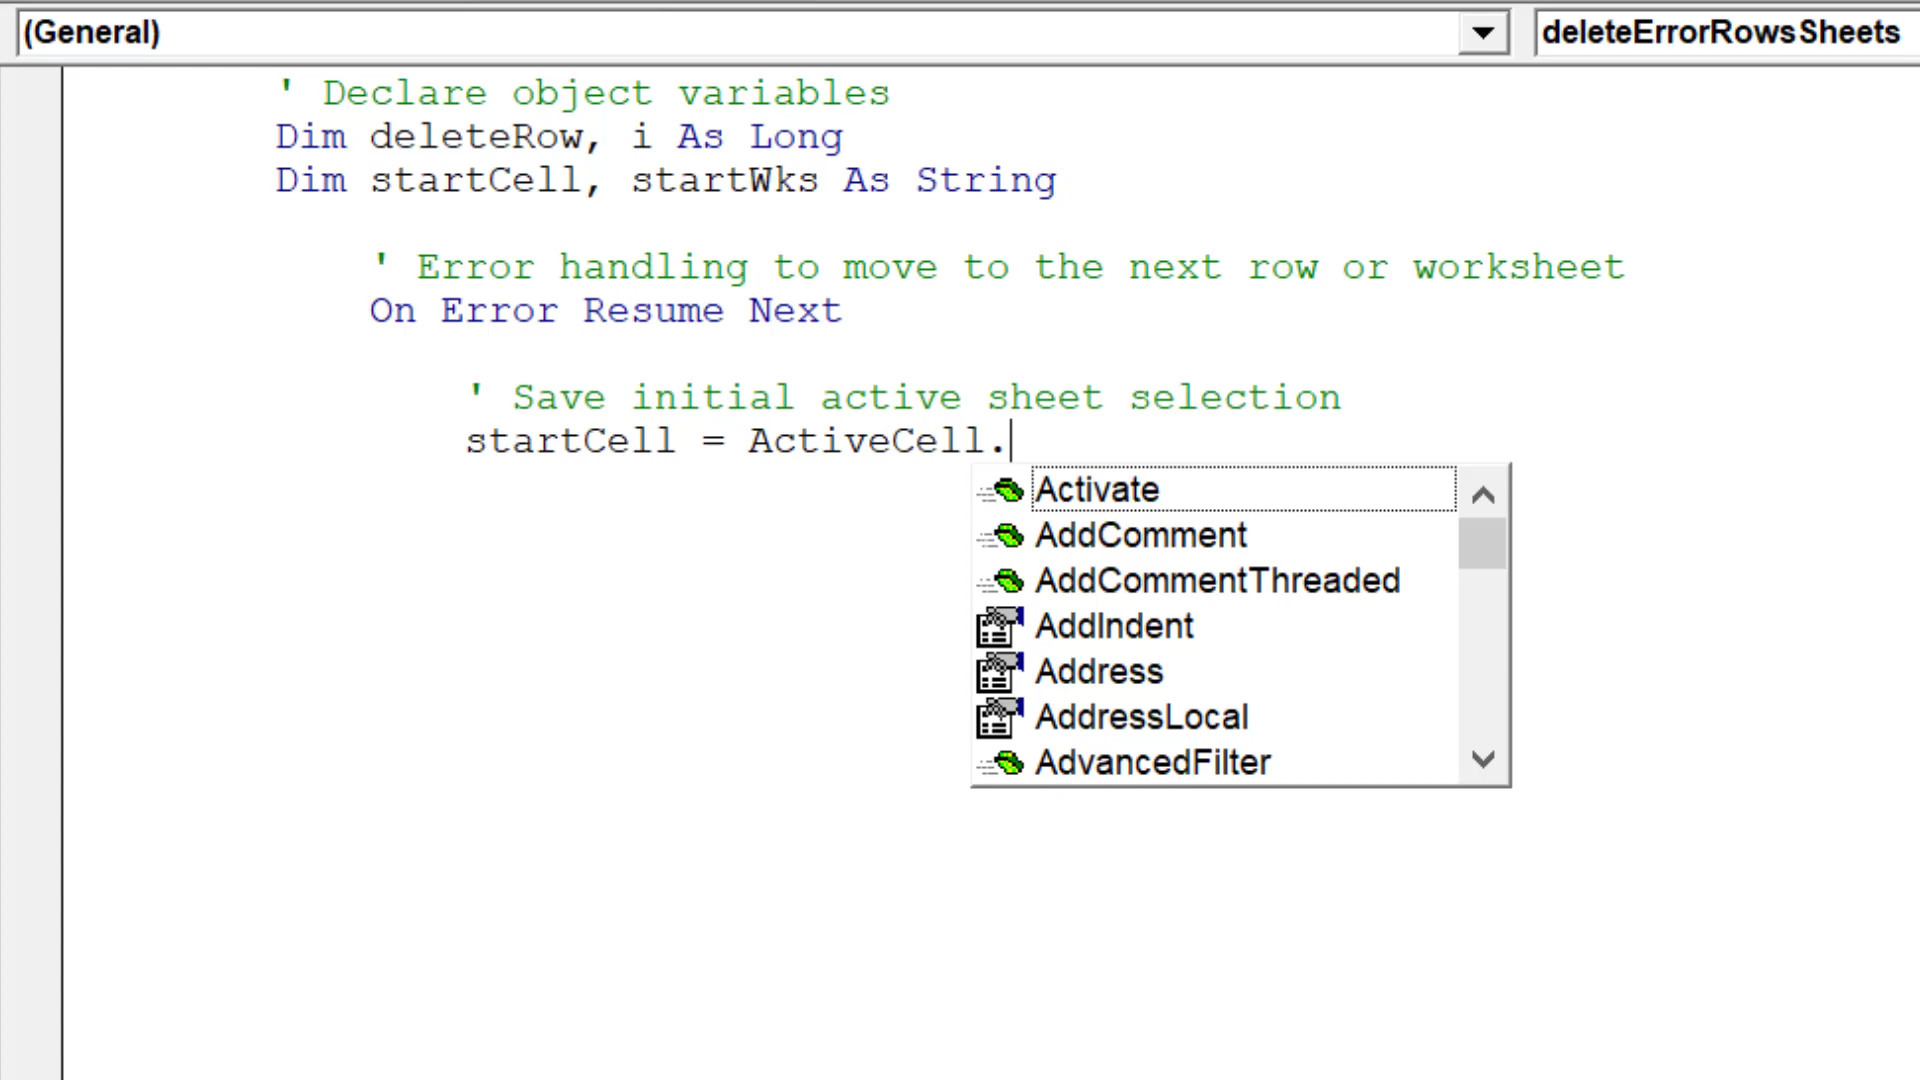 (General)
deleteErrorRowsSheets
' Declare object variables
Dim deleteRow, i As Long
Dim startCell, startWks As String
' Error handling to move to the next row or worksheet
On Error Resume Next
' Save initial active sheet selection
startCell = ActiveCell.
Activate
AddComment
AddCommentThreaded
AddIndent
Address
AddressLocal
AdvancedFilter